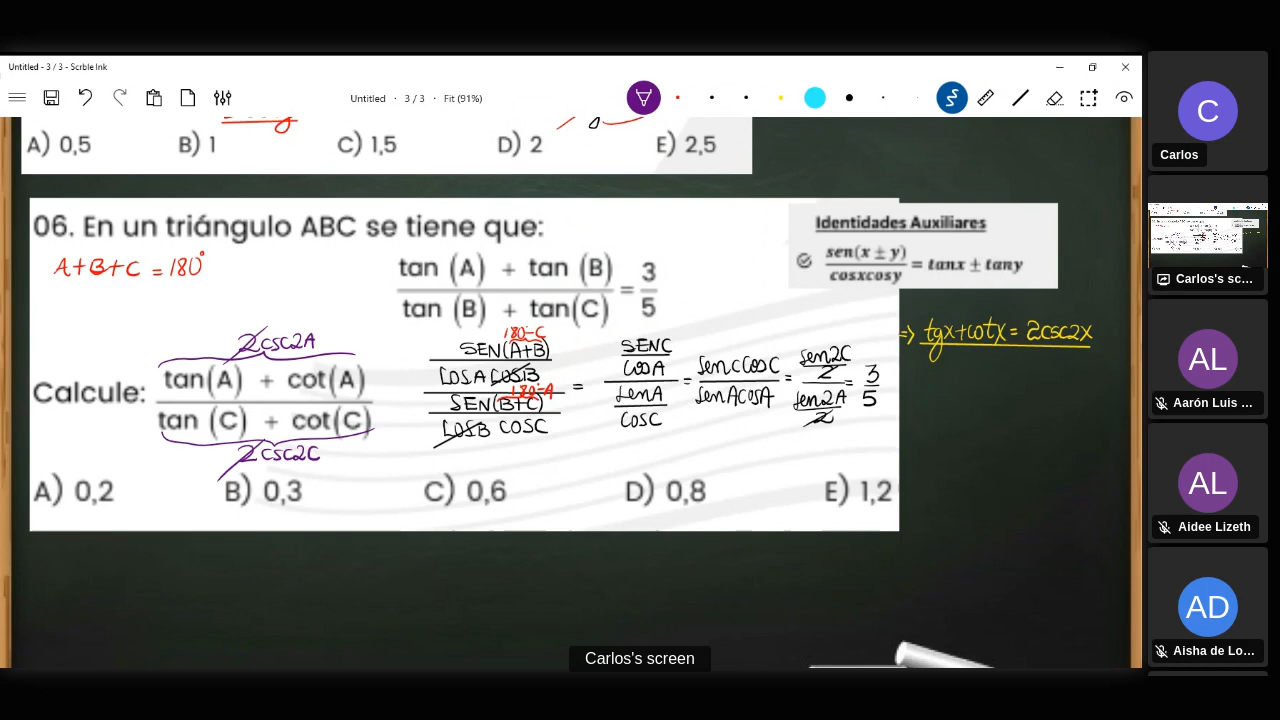 Untitled - 3 / 3 - Scrble Ink
Untitled · 3 / 3 · Fit (91%)
A) 0,5 B) 1 C) 1,5 D) 2 E) 2,5
06. En un triángulo ABC se tiene que:
A+B+C = 180°
tan (A) + tan (B) / tan (B) + tan(C) = 3/5
Identidades Auxiliares
sen(x ± y) / cosxcosy = tanx ± tany
⇒ tgx+cotx = 2csc2x
2csc2A
Calcule: tan(A) + cot(A) / tan (C) + cot(C)
2csc2C
180°-C
SEN(A+B)
COSA COSB
180°-A
SEN(B+C)
COSB COSC
= SENC/COSA / SenA/COSC = SenCCOSC / SenACOSA = Sen2C/2 / Sen2A/2 = 3/5
A) 0,2 B) 0,3 C) 0,6 D) 0,8 E) 1,2
Carlos's screen
C
Carlos
Carlos's sc...
AL
Aarón Luis ...
AL
Aidee Lizeth
AD
Aisha de Lo...